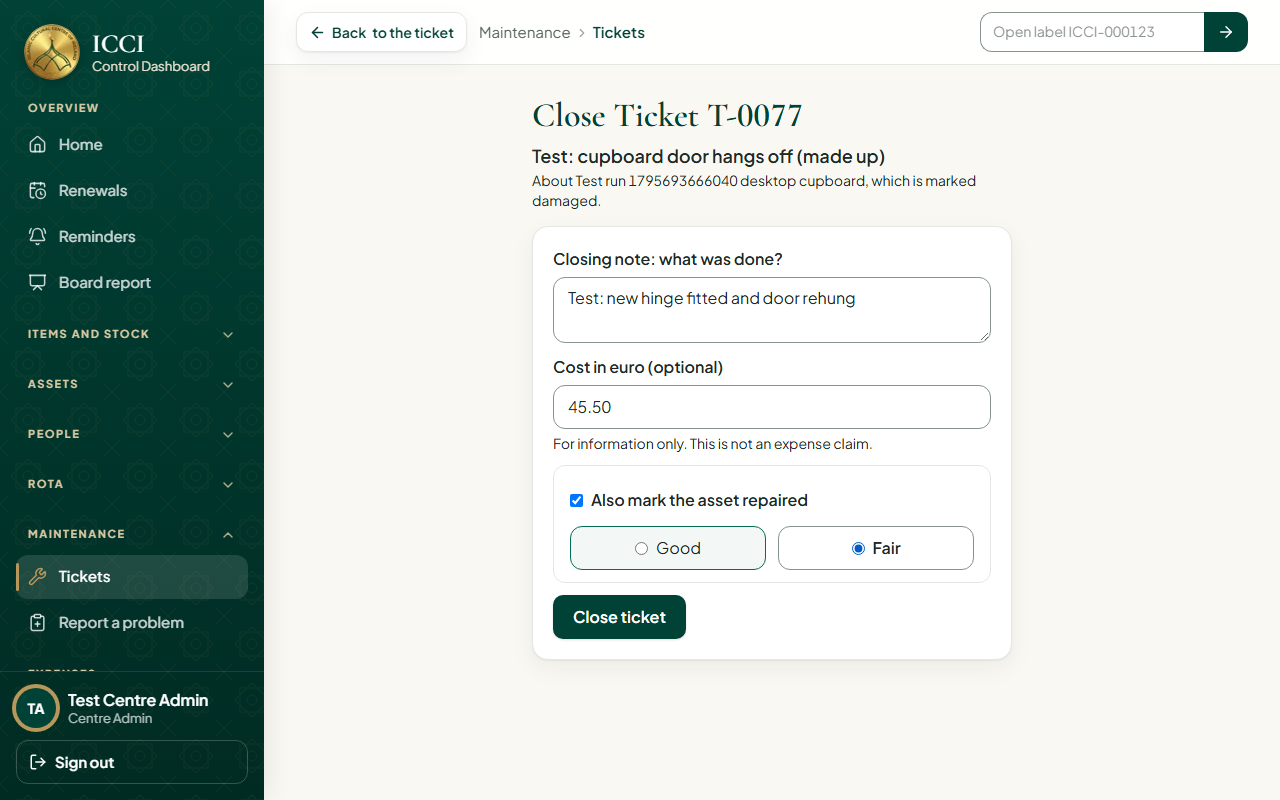 ICCI
Control Dashboard
OVERVIEW
Home
Renewals
Reminders
Board report
ITEMS AND STOCK
ASSETS
PEOPLE
ROTA
MAINTENANCE
Tickets
Report a problem
TA
Test Centre Admin
Centre Admin
Sign out
Back to the ticket
Maintenance
Tickets
Open label ICCI-000123
Close Ticket T-0077
Test: cupboard door hangs off (made up)
About Test run 1795693666040 desktop cupboard, which is marked
damaged.
Closing note: what was done?
Test: new hinge fitted and door rehung
Cost in euro (optional)
45.50
For information only. This is not an expense claim.
Also mark the asset repaired
Good
Fair
Close ticket